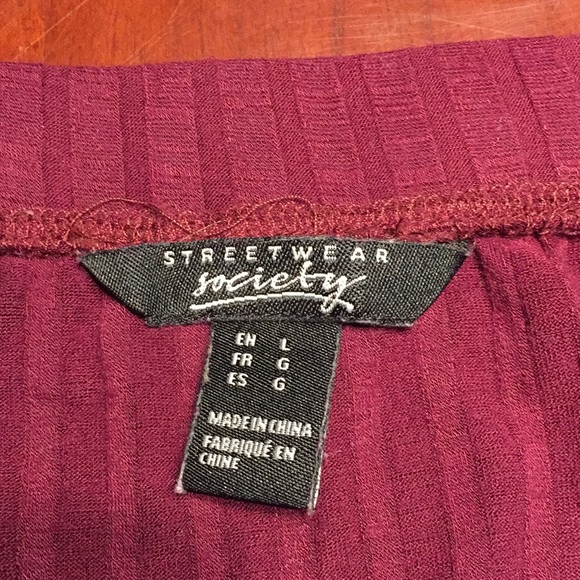 STREETWEAR
society
EN L
FR G
ES G
MADE IN CHINA
FABRIQUÉ EN
CHINE